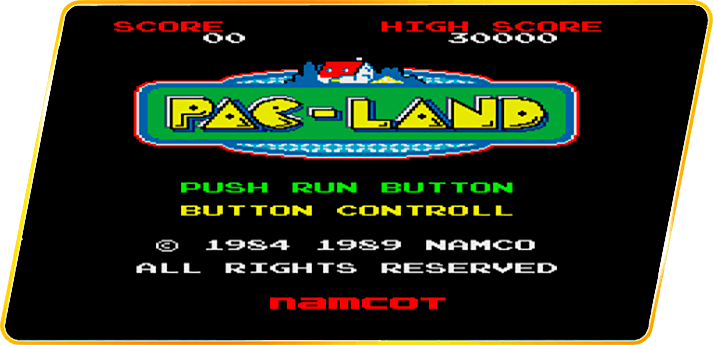 SCORE HIGH SCORE
00 30000
PAC-LAND
PUSH RUN BUTTON
BUTTON CONTROLL
© 1984 1989 NAMCO
ALL RIGHTS RESERVED
namcot